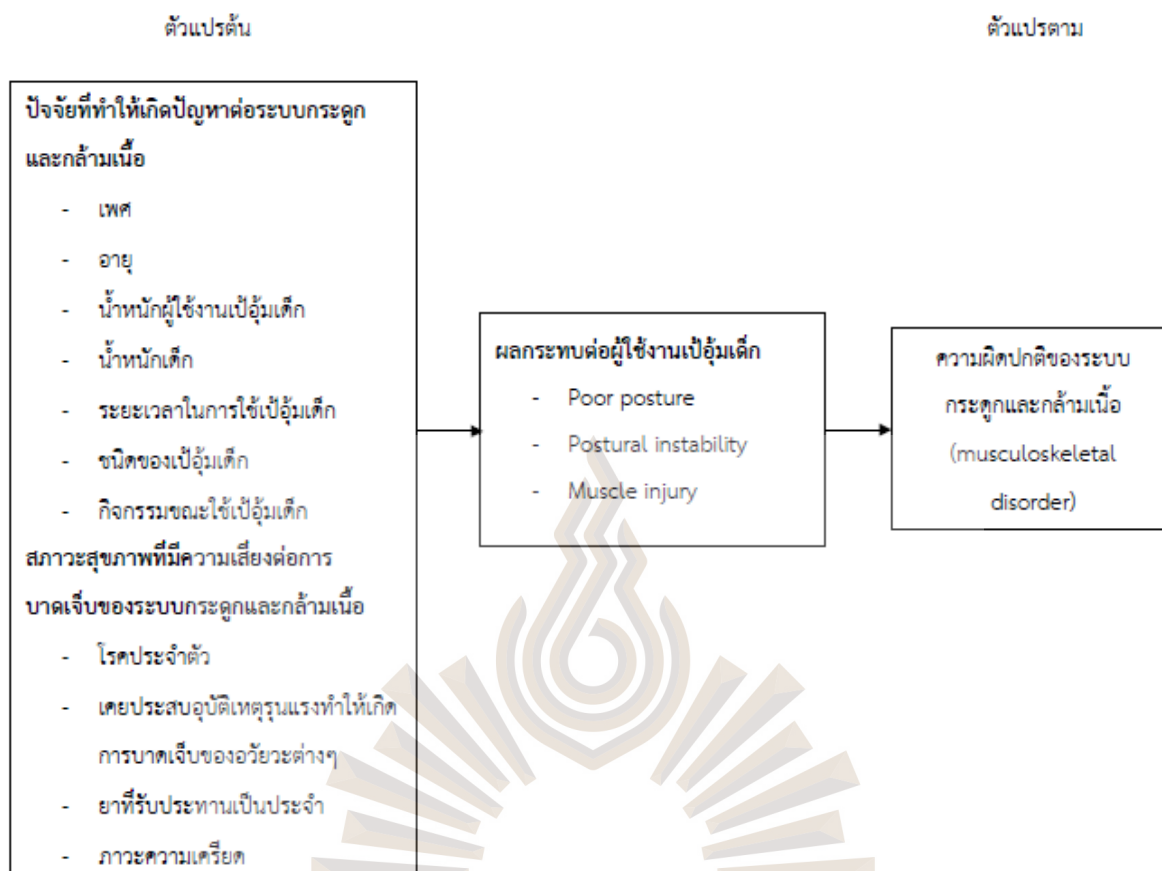 ตัวแปรต้น
ตัวแปรตาม
ปัจจัยที่ทำให้เกิดปัญหาต่อระบบกระดูก
และกล้ามเนื้อ
- เพศ
- อายุ
- น้ำหนักผู้ใช้งานเป้อุ้มเด็ก
- น้ำหนักเด็ก
- ระยะเวลาในการใช้เป้อุ้มเด็ก
- ชนิดของเป้อุ้มเด็ก
- กิจกรรมขณะใช้เป้อุ้มเด็ก
สภาวะสุขภาพที่มีความเสี่ยงต่อการ
บาดเจ็บของระบบกระดูกและกล้ามเนื้อ
- โรคประจำตัว
- เคยประสบอุบัติเหตุรุนแรงทำให้เกิด
การบาดเจ็บของอวัยวะต่างๆ
- ยาที่รับประทานเป็นประจำ
- ภาวะความเครียด
ผลกระทบต่อผู้ใช้งานเป้อุ้มเด็ก
- Poor posture
- Postural instability
- Muscle injury
ความผิดปกติของระบบ
กระดูกและกล้ามเนื้อ
(musculoskeletal
disorder)